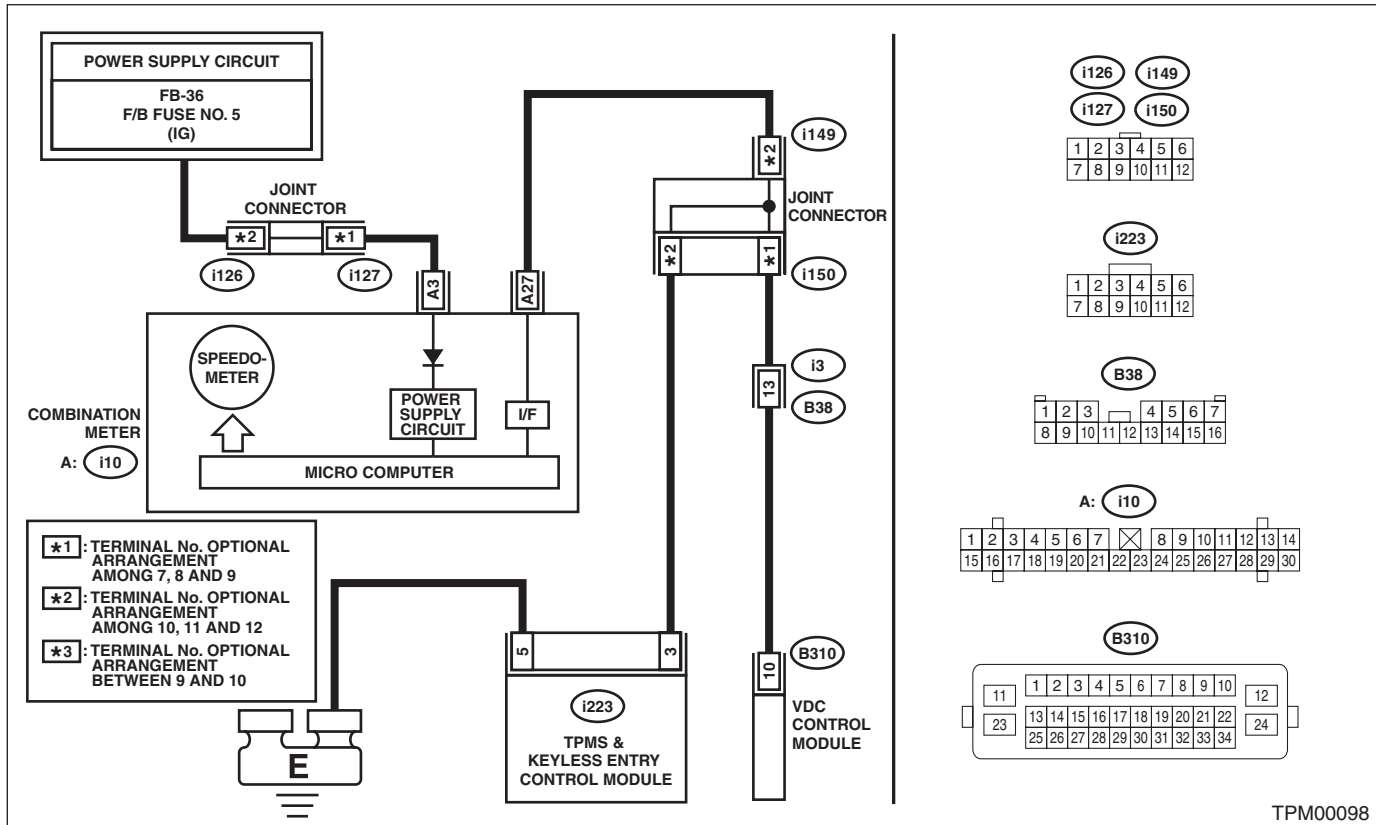 POWER SUPPLY CIRCUIT
FB-36
F/B FUSE NO. 5
(IG)
JOINT
CONNECTOR
*2
*1
i126
i127
A3
A27
SPEEDO-
METER
POWER
SUPPLY
CIRCUIT
I/F
MICRO COMPUTER
COMBINATION
METER
A: i10
*2
i149
JOINT
CONNECTOR
*2
*1
i150
13
i3
B38
10
B310
VDC
CONTROL
MODULE
*1 : TERMINAL No. OPTIONAL
ARRANGEMENT
AMONG 7, 8 AND 9
*2 : TERMINAL No. OPTIONAL
ARRANGEMENT
AMONG 10, 11 AND 12
*3 : TERMINAL No. OPTIONAL
ARRANGEMENT
BETWEEN 9 AND 10
E
5
3
i223
TPMS &
KEYLESS ENTRY
CONTROL MODULE
i126 i149
i127 i150
1 2 3 4 5 6
7 8 9 10 11 12
i223
1 2 3 4 5 6
7 8 9 10 11 12
B38
1 2 3 4 5 6 7
8 9 10 11 12 13 14 15 16
A: i10
1 2 3 4 5 6 7 8 9 10 11 12 13 14
15 16 17 18 19 20 21 22 23 24 25 26 27 28 29 30
B310
11 1 2 3 4 5 6 7 8 9 10 12
23 13 14 15 16 17 18 19 20 21 22 24
25 26 27 28 29 30 31 32 33 34
TPM00098